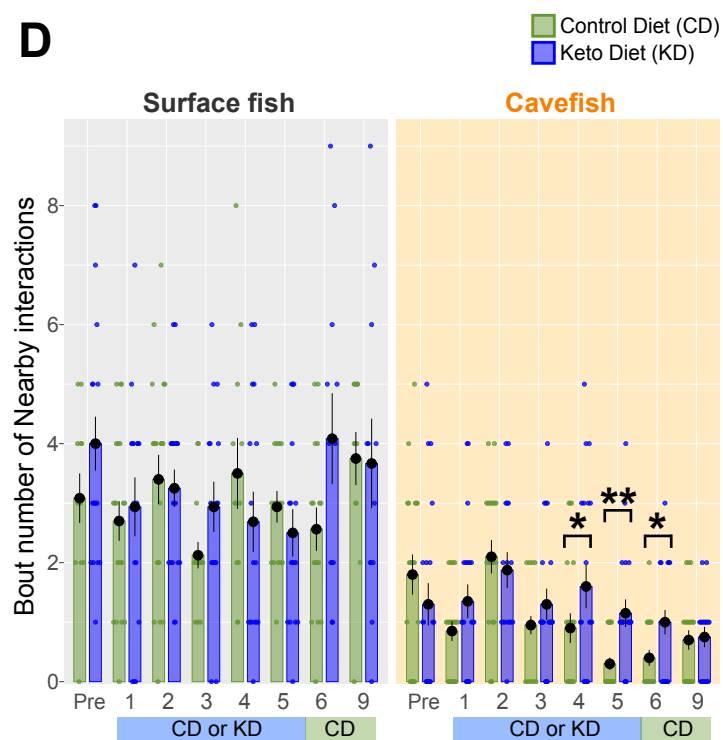 D
Control Diet (CD)
Keto Diet (KD)
Surface fish
Cavefish
Bout number of Nearby interactions
8
6
4
2
0
*
**
*
Pre 1 2 3 4 5 6 9
Pre 1 2 3 4 5 6 9
CD or KD
CD
CD or KD
CD